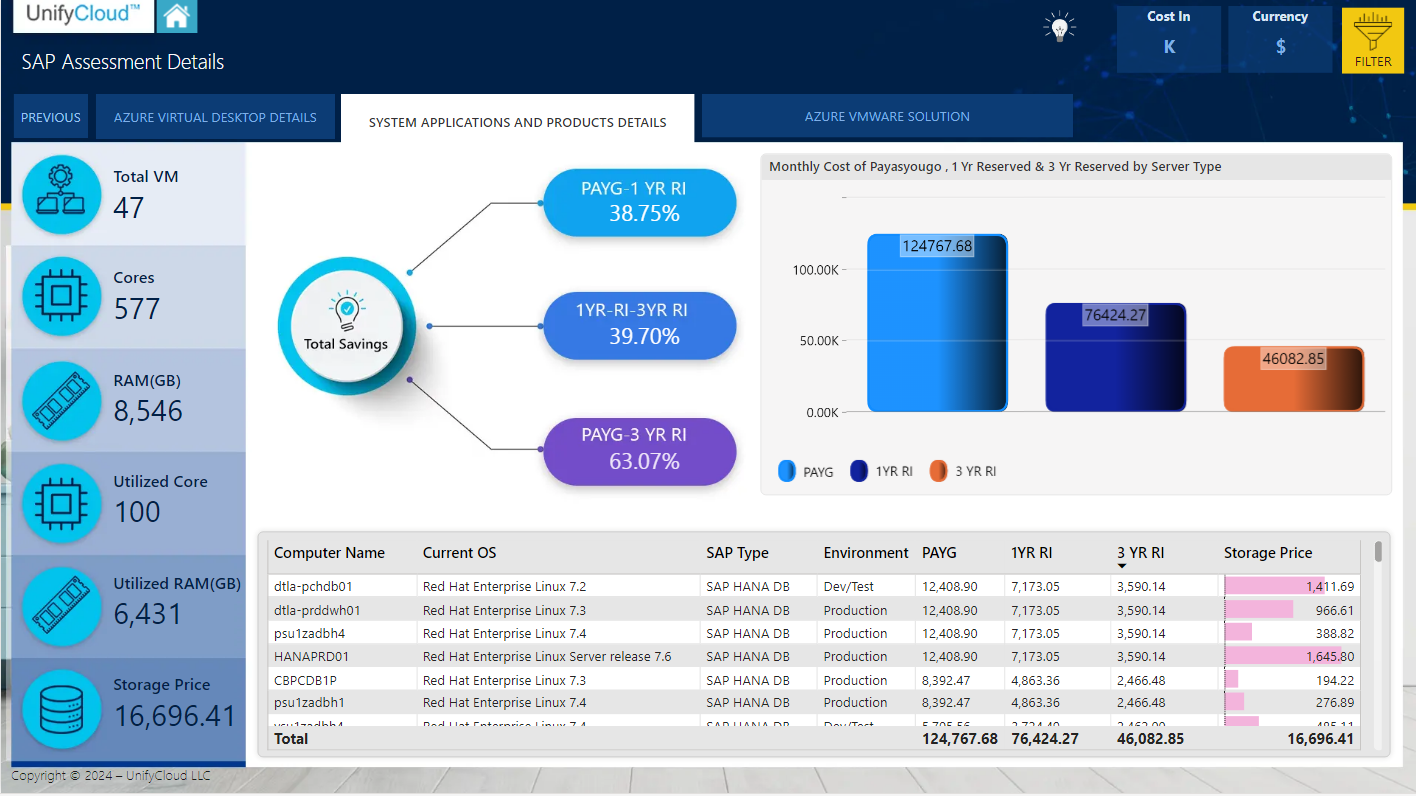 UnifyCloud™
SAP Assessment Details
Cost In
K
Currency
$
FILTER
PREVIOUS
AZURE VIRTUAL DESKTOP DETAILS
SYSTEM APPLICATIONS AND PRODUCTS DETAILS
AZURE VMWARE SOLUTION
Total VM
47
Cores
577
RAM(GB)
8,546
Utilized Core
100
Utilized RAM(GB)
6,431
Storage Price
16,696.41
Total Savings
PAYG-1 YR RI
38.75%
1YR-RI-3YR RI
39.70%
PAYG-3 YR RI
63.07%
Monthly Cost of Payasyougo , 1 Yr Reserved & 3 Yr Reserved by Server Type
100.00K
50.00K
0.00K
124767.68
76424.27
46082.85
PAYG 1YR RI 3 YR RI
Computer Name Current OS SAP Type Environment PAYG 1YR RI 3 YR RI Storage Price
dtla-pchdb01 Red Hat Enterprise Linux 7.2 SAP HANA DB Dev/Test 12,408.90 7,173.05 3,590.14 1,411.69
dtla-prddwh01 Red Hat Enterprise Linux 7.3 SAP HANA DB Production 12,408.90 7,173.05 3,590.14 966.61
psu1zadbh4 Red Hat Enterprise Linux 7.4 SAP HANA DB Production 12,408.90 7,173.05 3,590.14 388.82
HANAPRD01 Red Hat Enterprise Linux Server release 7.6 SAP HANA DB Production 12,408.90 7,173.05 3,590.14 1,645.80
CBPCDB1P Red Hat Enterprise Linux 7.3 SAP HANA DB Production 8,392.47 4,863.36 2,466.48 194.22
psu1zadbh1 Red Hat Enterprise Linux 7.4 SAP HANA DB Production 8,392.47 4,863.36 2,466.48 276.89
Red Hat Enterprise Linux 7.4 SAP HANA DB Dev/Test
Total 124,767.68 76,424.27 46,082.85 16,696.41
Copyright © 2024 – UnifyCloud LLC